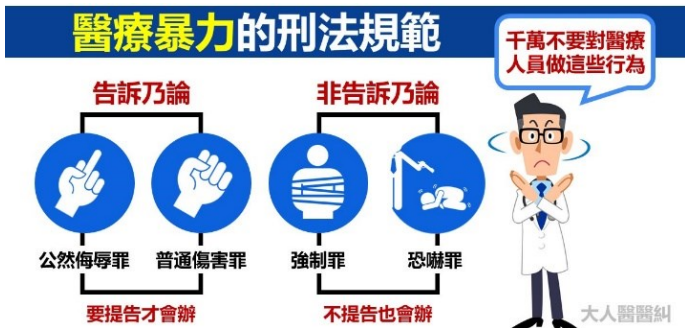 醫療暴力的刑法規範
千萬不要對醫療
人員做這些行為
告訴乃論
非告訴乃論
公然侮辱罪
普通傷害罪
強制罪
恐嚇罪
要提告才會辦
不提告也會辦
大人醫醫糾